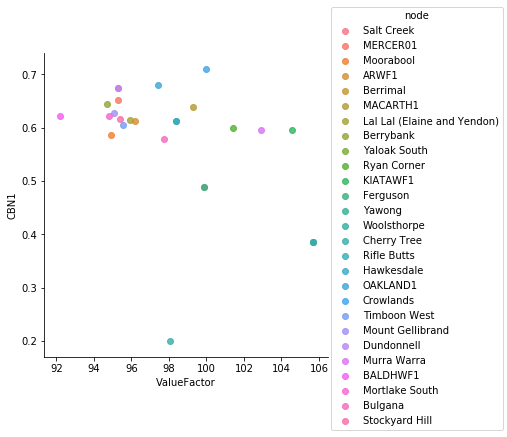 node
Salt Creek
MERCER01
Moorabool
ARWF1
Berrimal
MACARTH1
Lal Lal (Elaine and Yendon)
Berrybank
Yaloak South
Ryan Corner
KIATAWF1
Ferguson
Yawong
Woolsthorpe
Cherry Tree
Rifle Butts
Hawkesdale
OAKLAND1
Crowlands
Timboon West
Mount Gellibrand
Dundonnell
Murra Warra
BALDHWF1
Mortlake South
Bulgana
Stockyard Hill
CBN1
0.7
0.6
0.5
0.4
0.3
0.2
92 94 96 98 100 102 104 106
ValueFactor